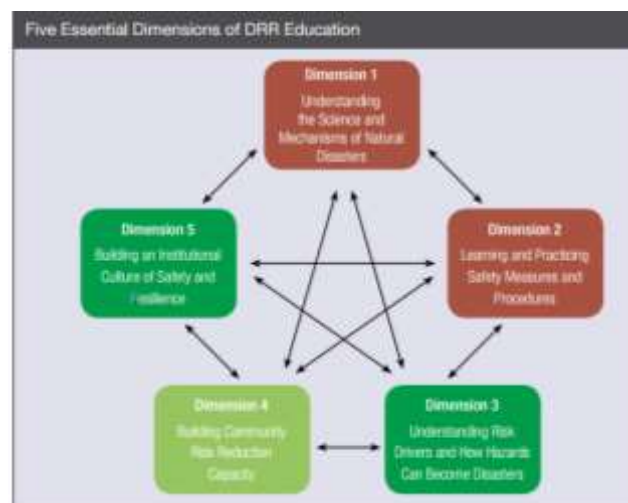 Five Essential Dimensions of DRR Education
Dimension 1
Understanding
the Science and
Mechanisms of Natural
Disasters
Dimension 5
Building an Institutional
Culture of Safety and
Resilience
Dimension 2
Learning and Practicing
Safety Measures and
Procedures
Dimension 4
Building Community
Risk Reduction
Capacity
Dimension 3
Understanding Risk
Drivers and How Hazards
Can Become Disasters